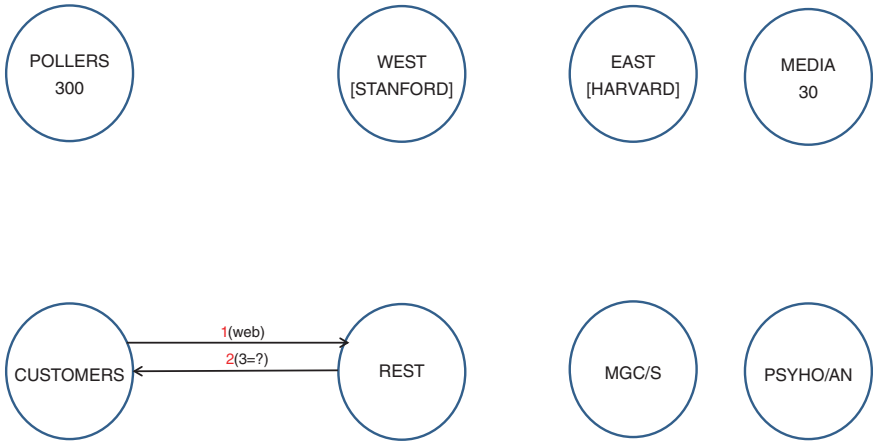 POLLERS
300
WEST
[STANFORD]
EAST
[HARVARD]
MEDIA
30
CUSTOMERS
1(web)
2(3=?)
REST
MGC/S
PSYHO/AN